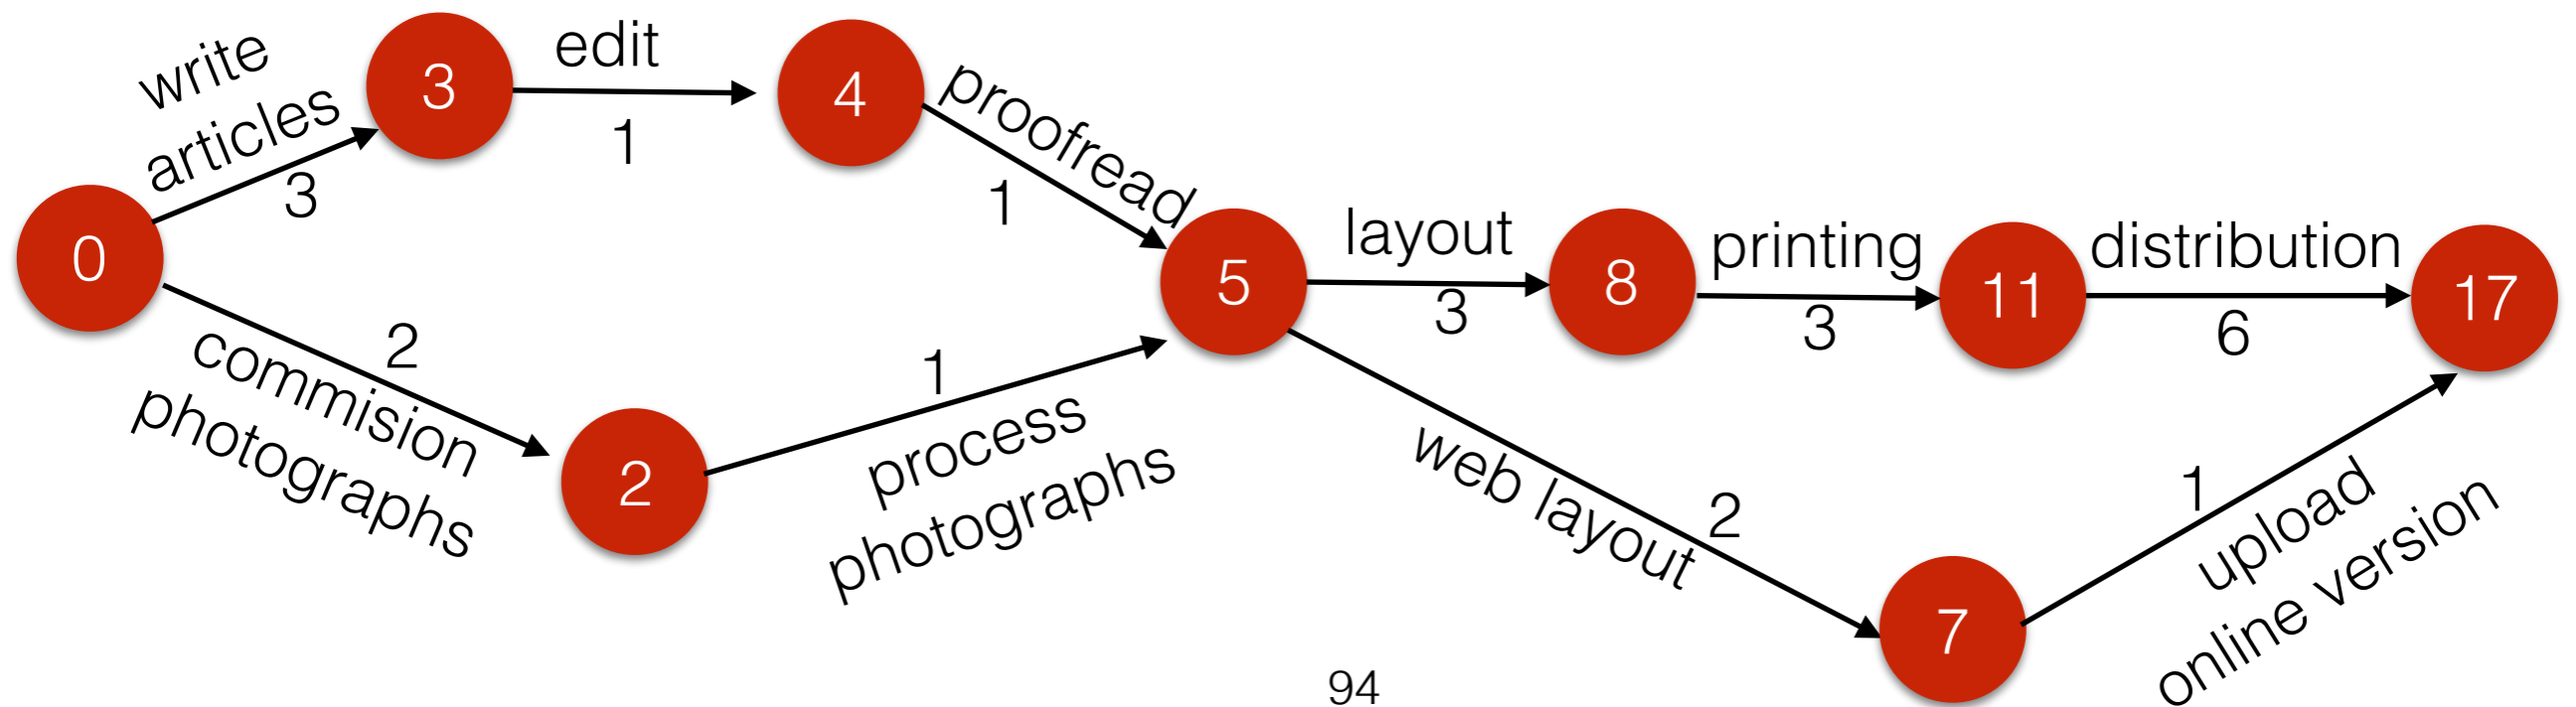 write
articles
3
3
edit
1
4
proofread
1
0
2
commision
photographs
2
1
process
photographs
5
layout
3
8
printing
3
11
distribution
6
17
web layout
2
7
1
upload
online version
94